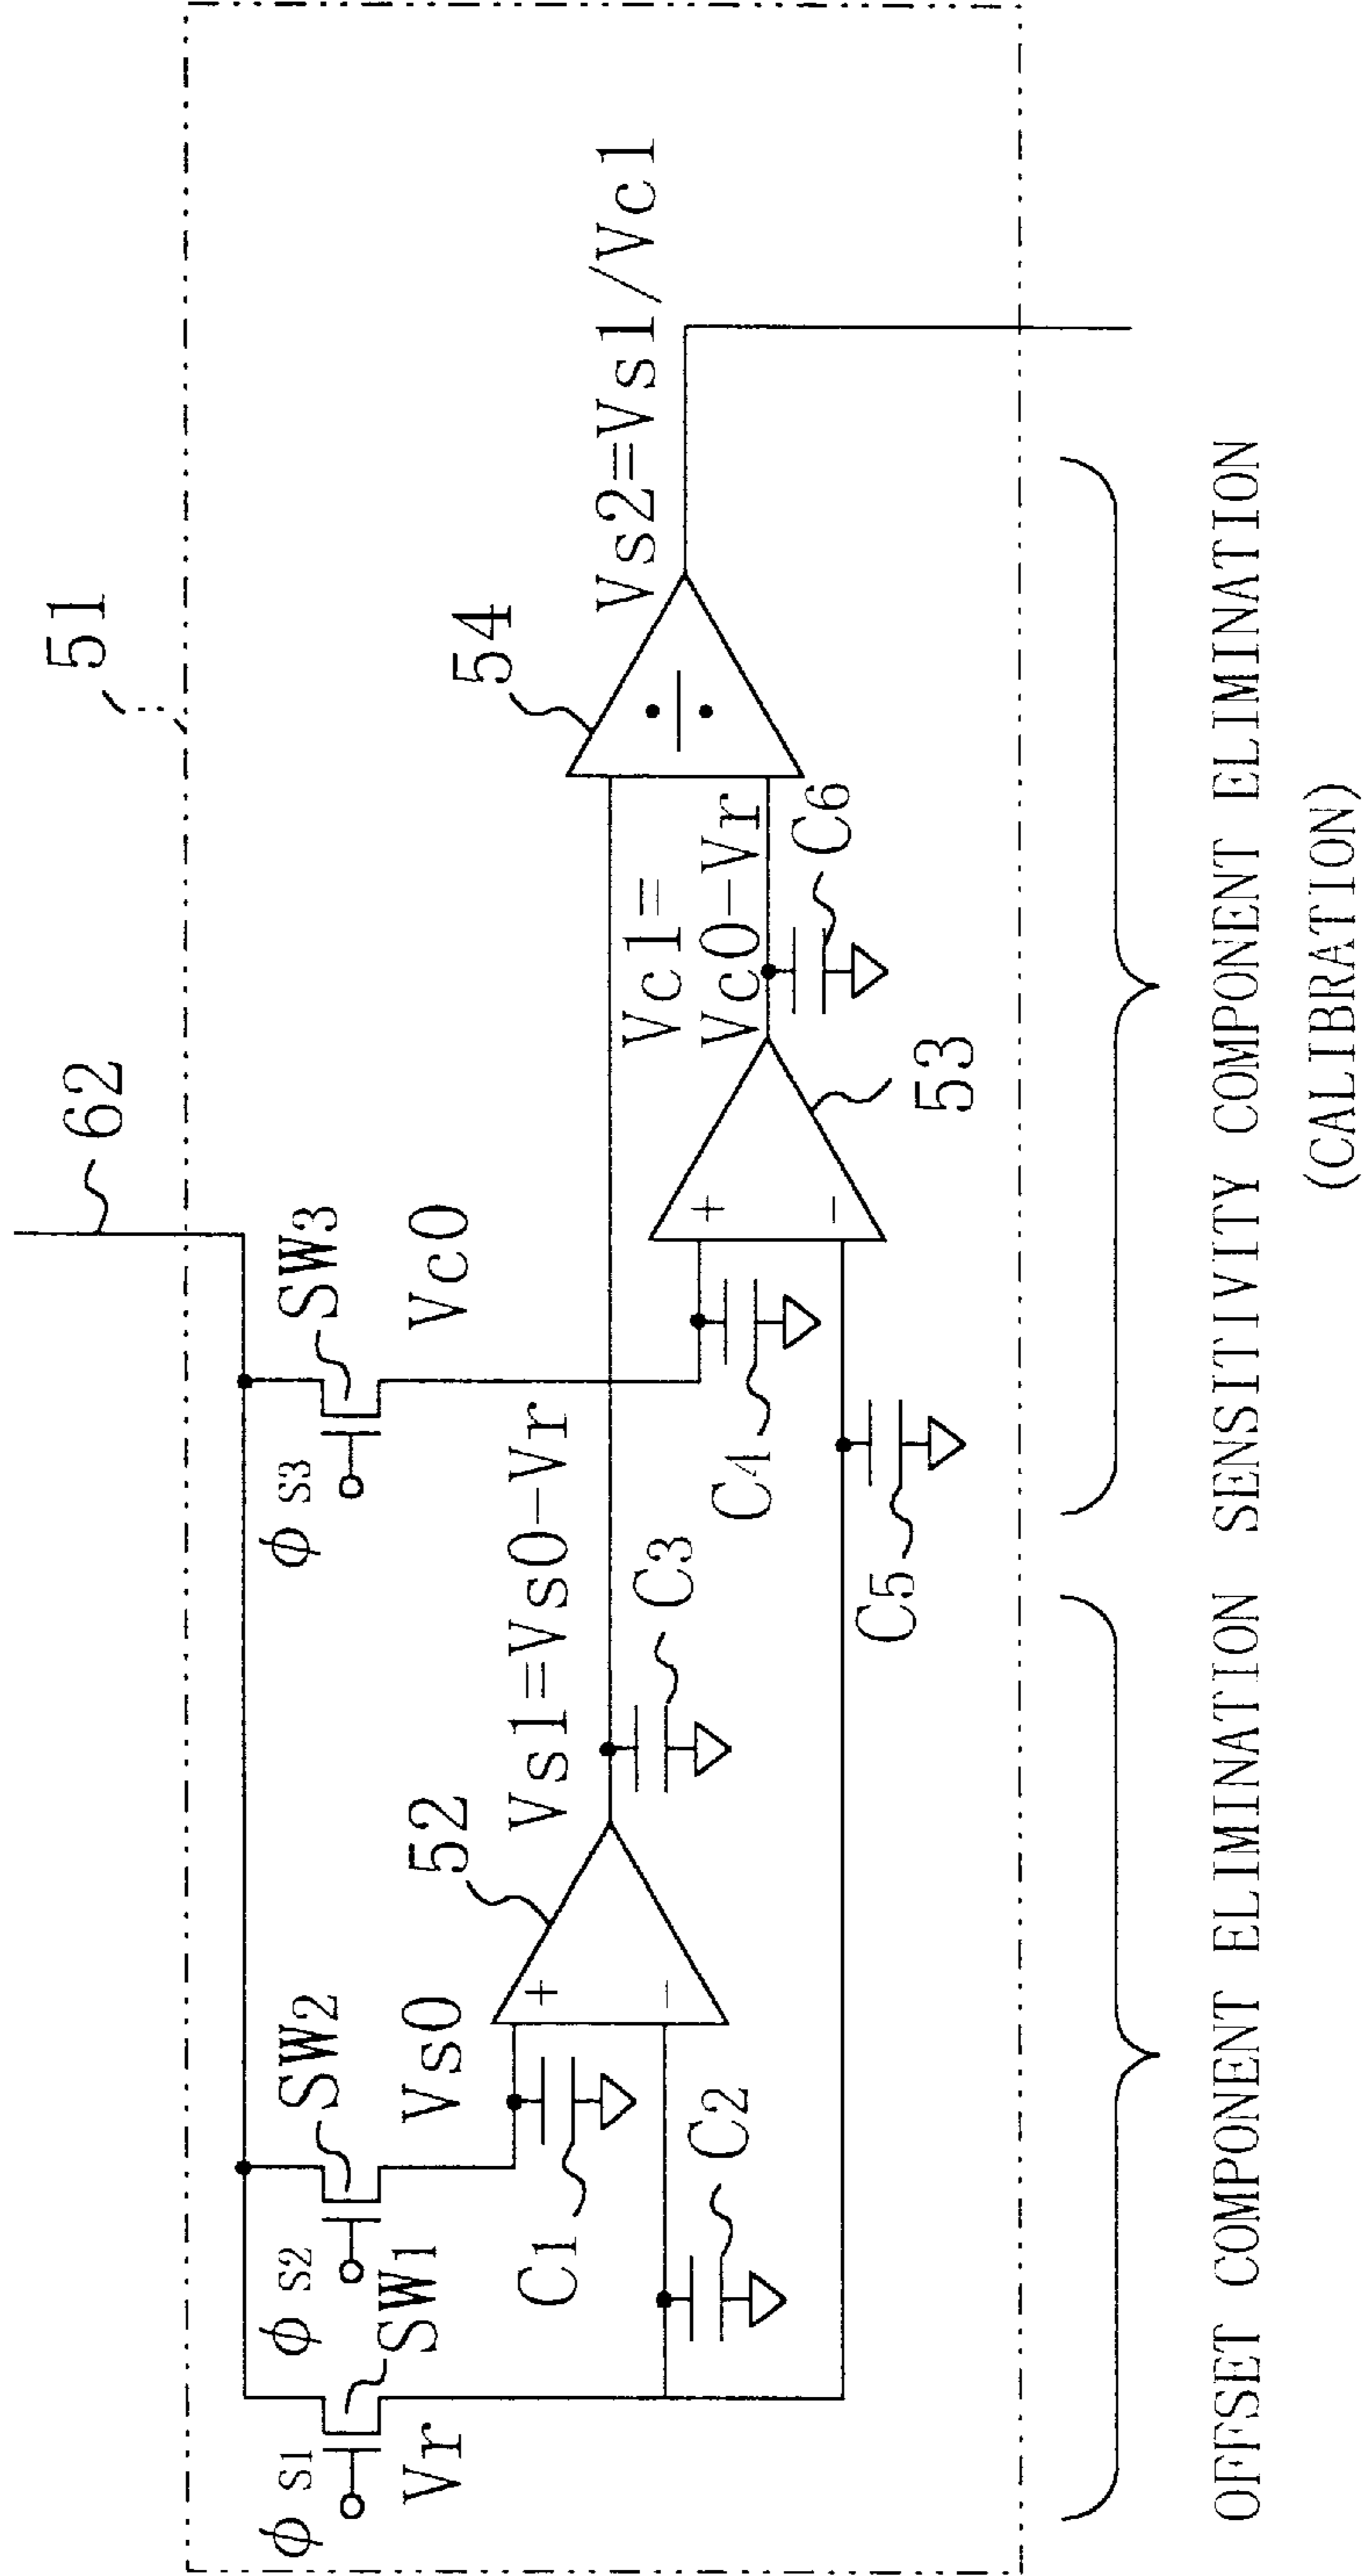 51
62
φS1
SW1
Vr
φS2
SW2
Vs0
φS3
SW3
Vc0
52
Vs1=Vs0-Vr
C1
C2
C3
C4
C5
53
Vc1=
Vc0-Vr
C6
54
Vs2=Vs1/Vc1
+
−
+
−
÷
OFFSET COMPONENT ELIMINATION
SENSITIVITY COMPONENT ELIMINATION
(CALIBRATION)